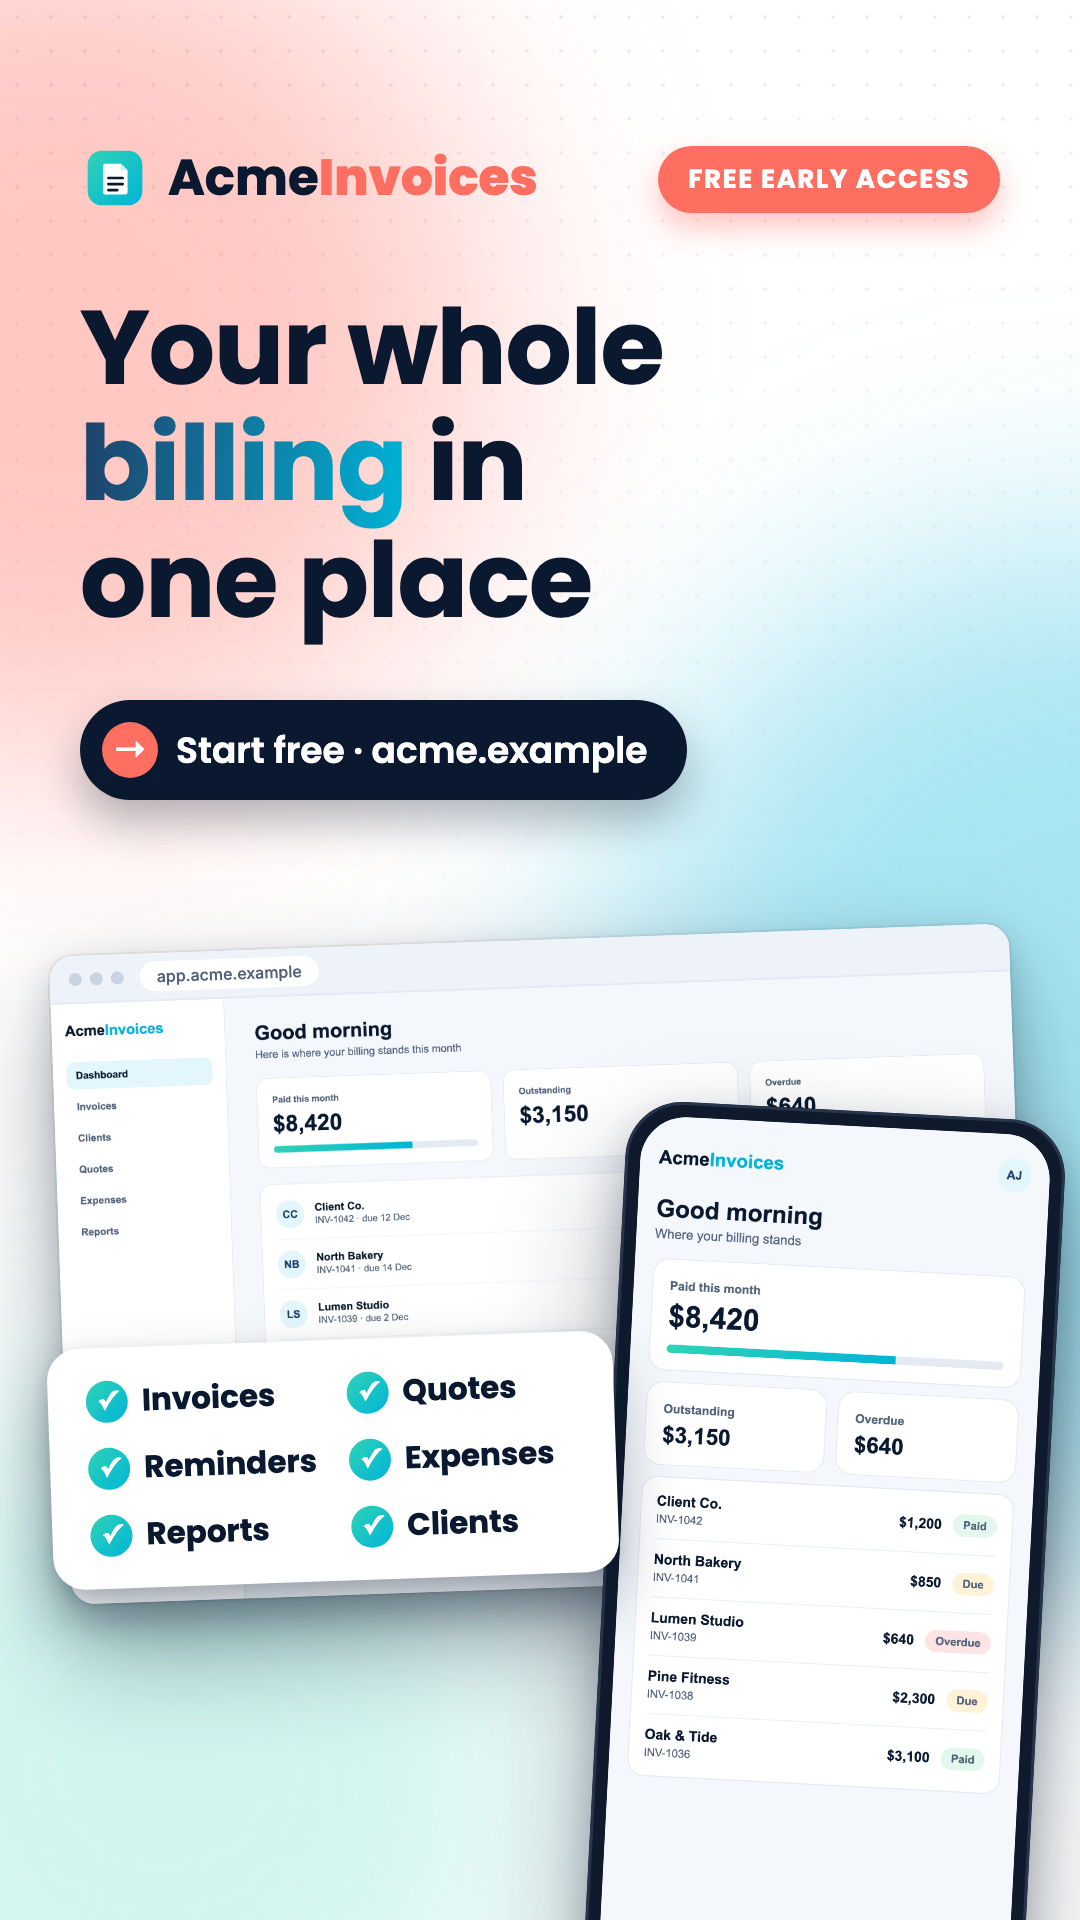 AcmeInvoices
FREE EARLY ACCESS
Your whole
billing in
one place
Start free · acme.example
app.acme.example
AcmeInvoices
Dashboard
Invoices
Clients
Quotes
Expenses
Reports
Good morning
Here is where your billing stands this month
Paid this month
$8,420
Outstanding
$3,150
Overdue
$640
CC
Client Co.
INV-1042 · due 12 Dec
NB
North Bakery
INV-1041 · due 14 Dec
LS
Lumen Studio
INV-1039 · due 2 Dec
Invoices
Quotes
Reminders
Expenses
Reports
Clients
AcmeInvoices
AJ
Good morning
Where your billing stands
Paid this month
$8,420
Outstanding
$3,150
Overdue
$640
Client Co.
INV-1042
$1,200
Paid
North Bakery
INV-1041
$850
Due
Lumen Studio
INV-1039
$640
Overdue
Pine Fitness
INV-1038
$2,300
Due
Oak & Tide
INV-1036
$3,100
Paid